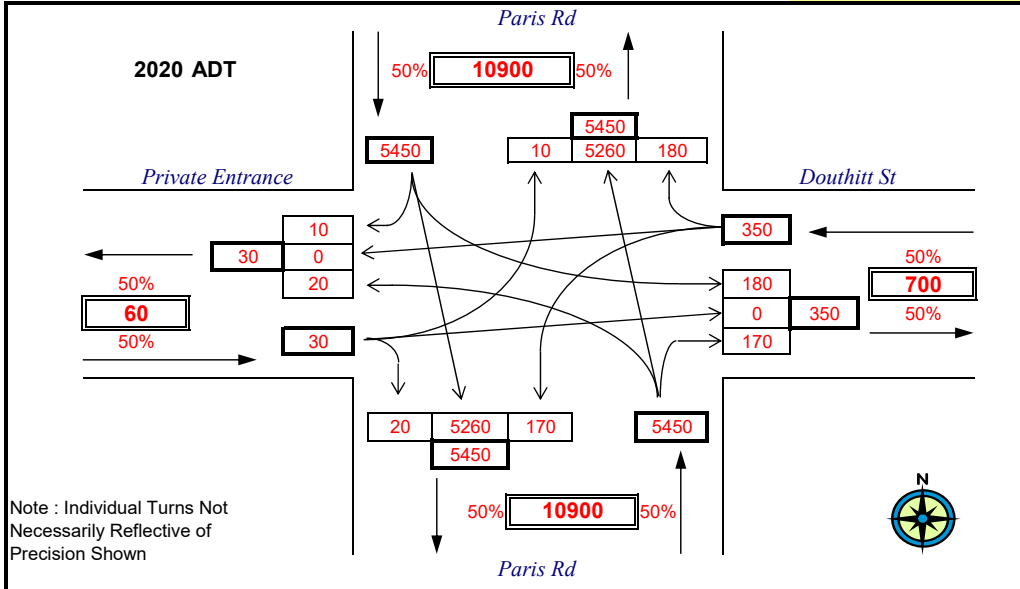 Paris Rd
2020 ADT
50% 10900 50%
5450
5450
10 5260 180
Private Entrance
Douthitt St
10
30 0
20
350
50%
60
50%
50%
700
50%
180
0 350
170
30
20 5260 170
5450
5450
50% 10900 50%
N
Note : Individual Turns Not
Necessarily Reflective of
Precision Shown
Paris Rd